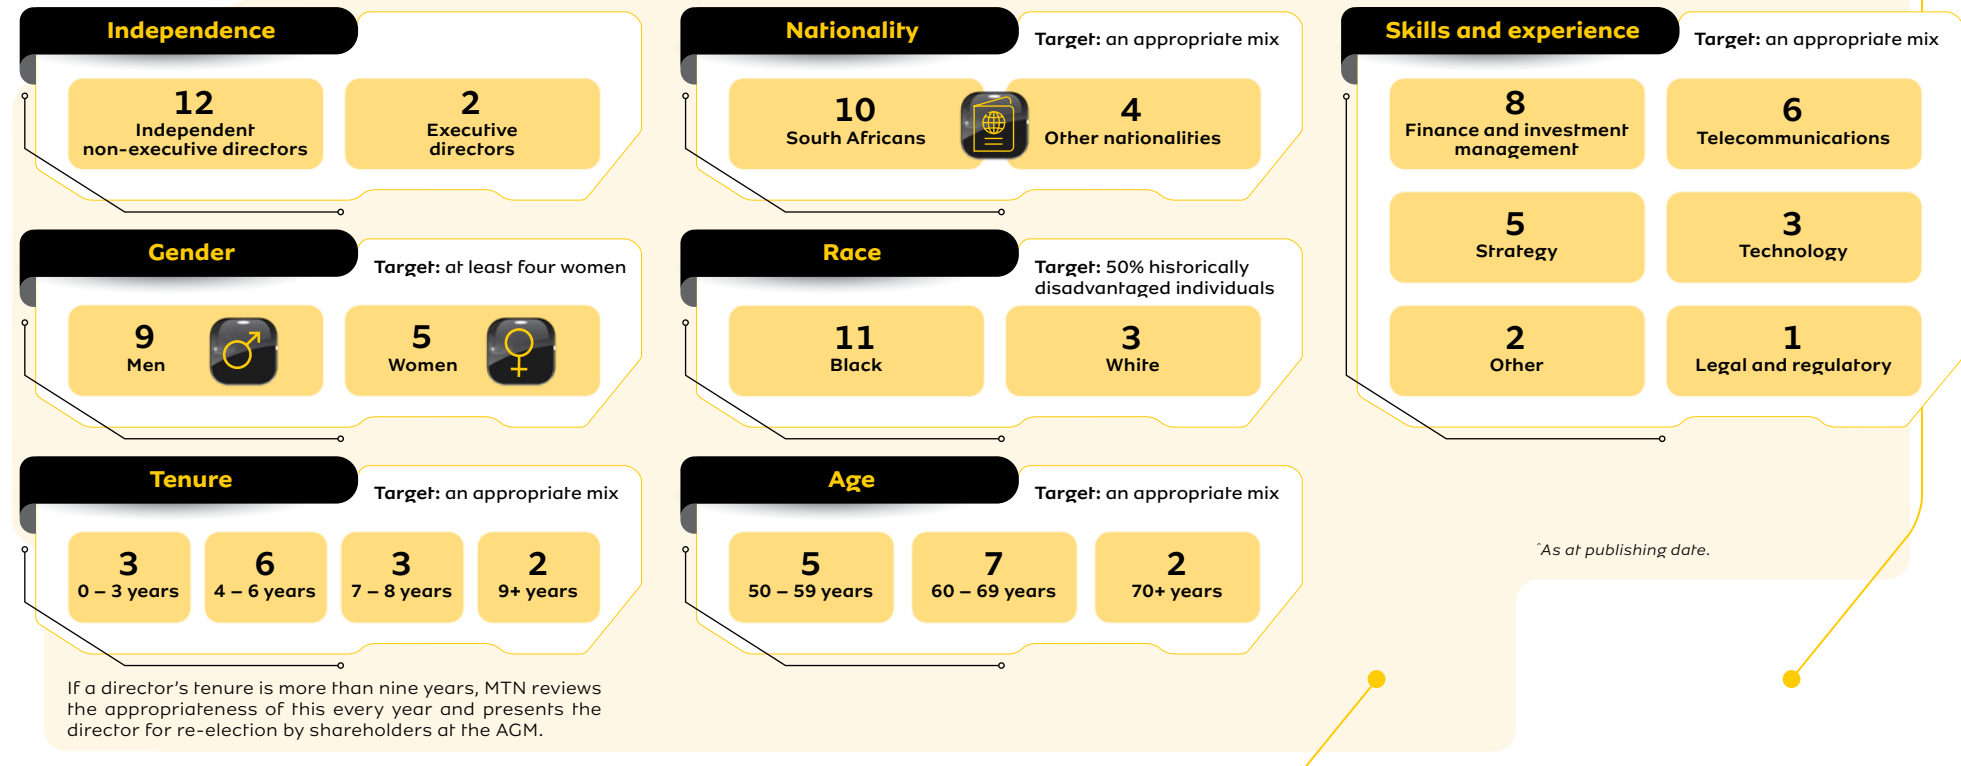 Independence
12
Independent
non-executive directors
2
Executive
directors
Nationality
Target: an appropriate mix
10
South Africans
4
Other nationalities
Skills and experience
Target: an appropriate mix
8
Finance and investment
management
6
Telecommunications
5
Strategy
3
Technology
2
Other
1
Legal and regulatory
Gender
Target: at least four women
9
Men
5
Women
Race
Target: 50% historically
disadvantaged individuals
11
Black
3
White
Tenure
Target: an appropriate mix
3
0 – 3 years
6
4 – 6 years
3
7 – 8 years
2
9+ years
If a director's tenure is more than nine years, MTN reviews
the appropriateness of this every year and presents the
director for re-election by shareholders at the AGM.
Age
Target: an appropriate mix
5
50 – 59 years
7
60 – 69 years
2
70+ years
^As at publishing date.